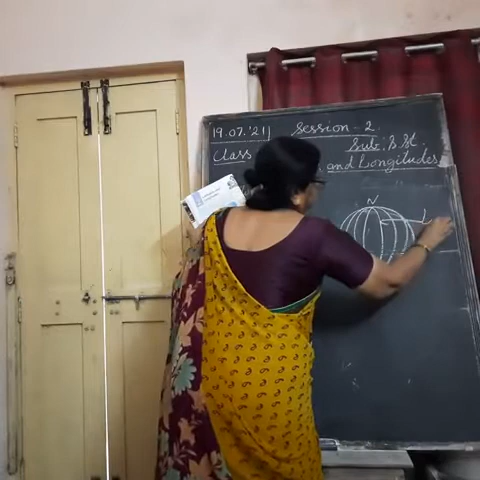 19.07.'21 Session - 2
Sub: S.St.
Class
and Longitudes
N
L